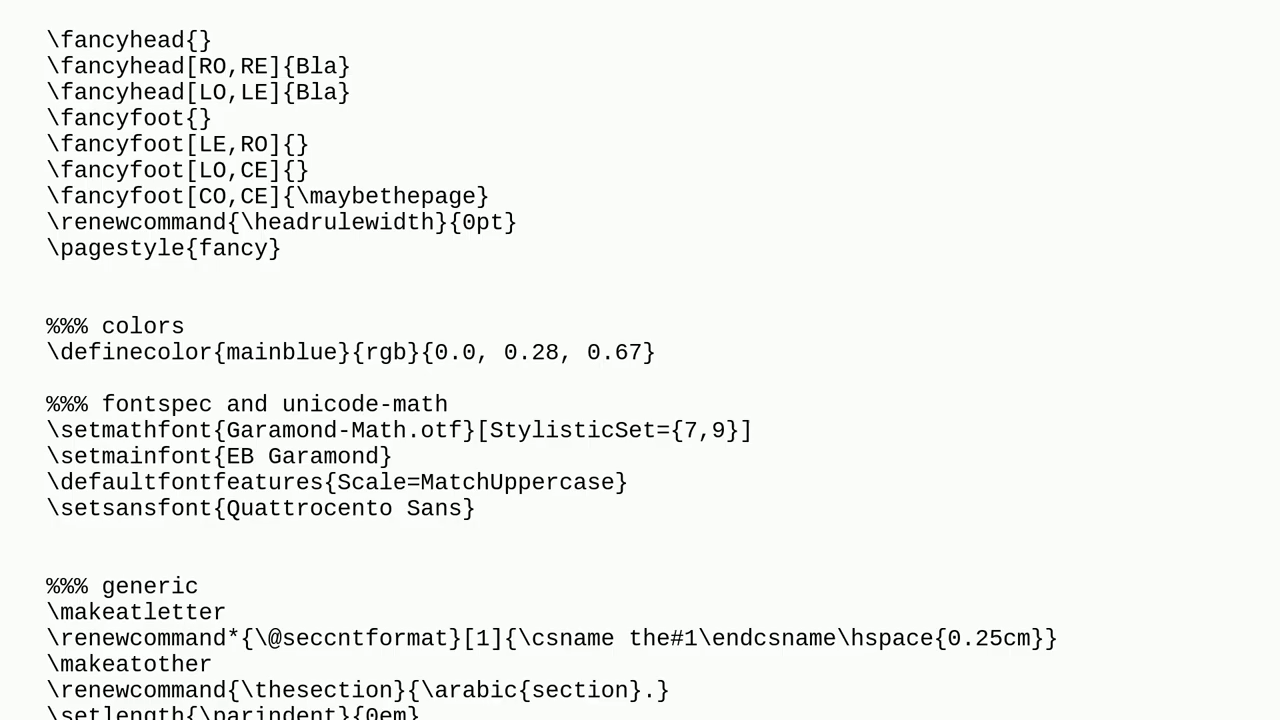 \fancyhead{}
\fancyhead[RO,RE]{Bla}
\fancyhead[LO,LE]{Bla}
\fancyfoot{}
\fancyfoot[LE,RO]{}
\fancyfoot[LO,CE]{}
\fancyfoot[CO,CE]{\maybethepage}
\renewcommand{\headrulewidth}{0pt}
\pagestyle{fancy}
%%% colors
\definecolor{mainblue}{rgb}{0.0, 0.28, 0.67}
%%% fontspec and unicode-math
\setmathfont{Garamond-Math.otf}[StylisticSet={7,9}]
\setmainfont{EB Garamond}
\defaultfontfeatures{Scale=MatchUppercase}
\setsansfont{Quattrocento Sans}
%%% generic
\makeatletter
\renewcommand*{\@seccntformat}[1]{\csname the#1\endcsname\hspace{0.25cm}}
\makeatother
\renewcommand{\thesection}{\arabic{section}.}
\setlength{\parindent}{0em}